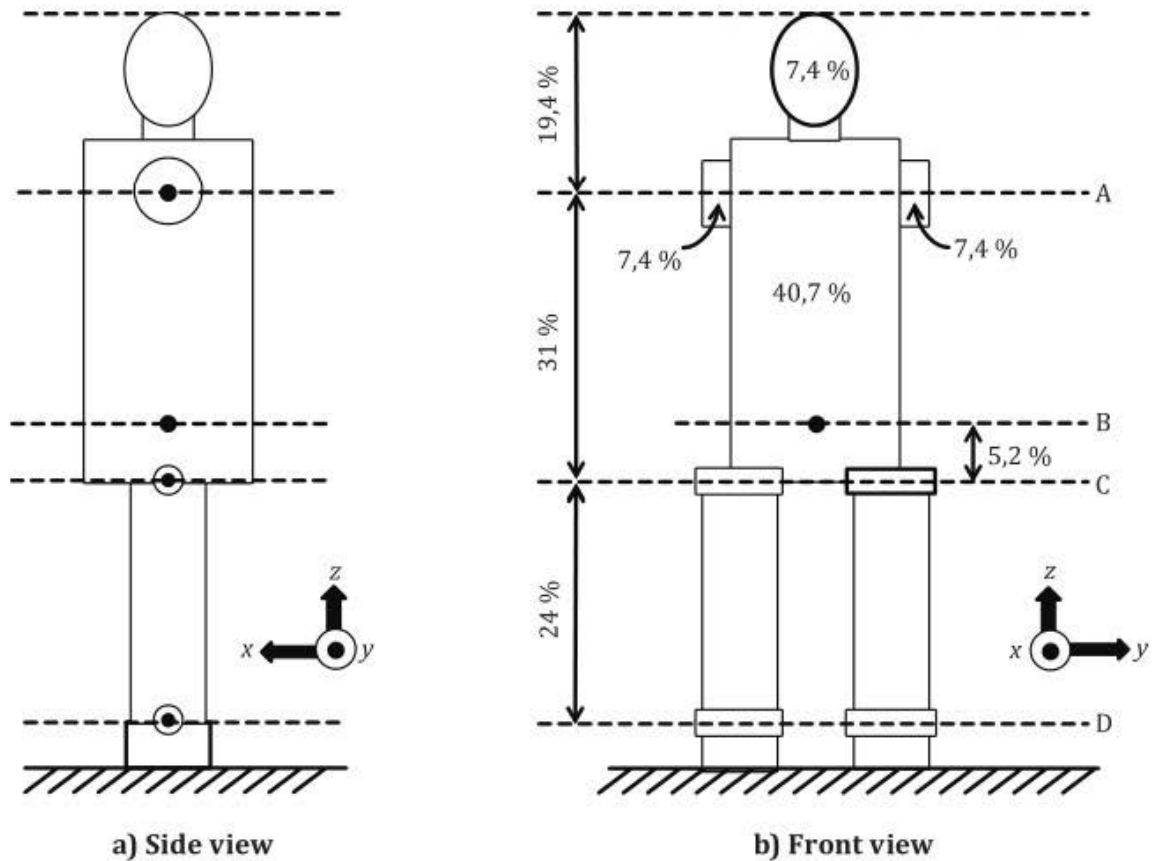 19,4 %
7,4 %
A
7,4 %
7,4 %
40,7 %
31 %
B
5,2 %
C
24 %
z
x
y
z
x
y
D
a) Side view
b) Front view